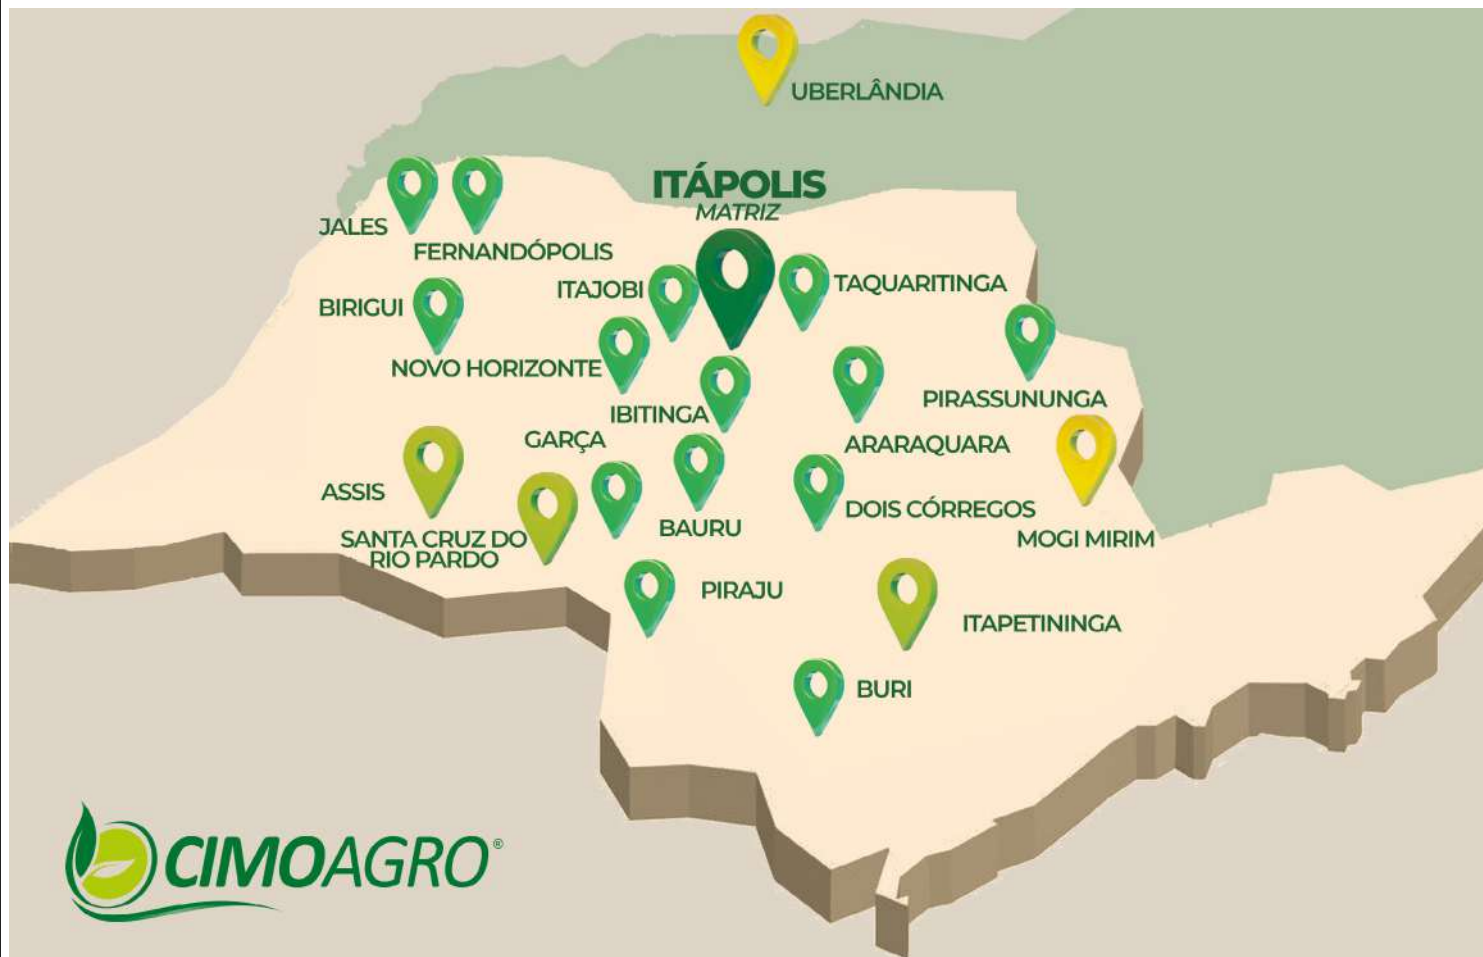 UBERLÂNDIA
ITÁPOLIS
MATRIZ
JALES
FERNANDÓPOLIS
ITAJOBI
TAQUARITINGA
BIRIGUI
NOVO HORIZONTE
PIRASSUNUNGA
IBITINGA
GARÇA
ARARAQUARA
ASSIS
DOIS CÓRREGOS
BAURU
SANTA CRUZ DO
RIO PARDO
MOGI MIRIM
PIRAJU
ITAPETININGA
BURI
CIMOAGRO®